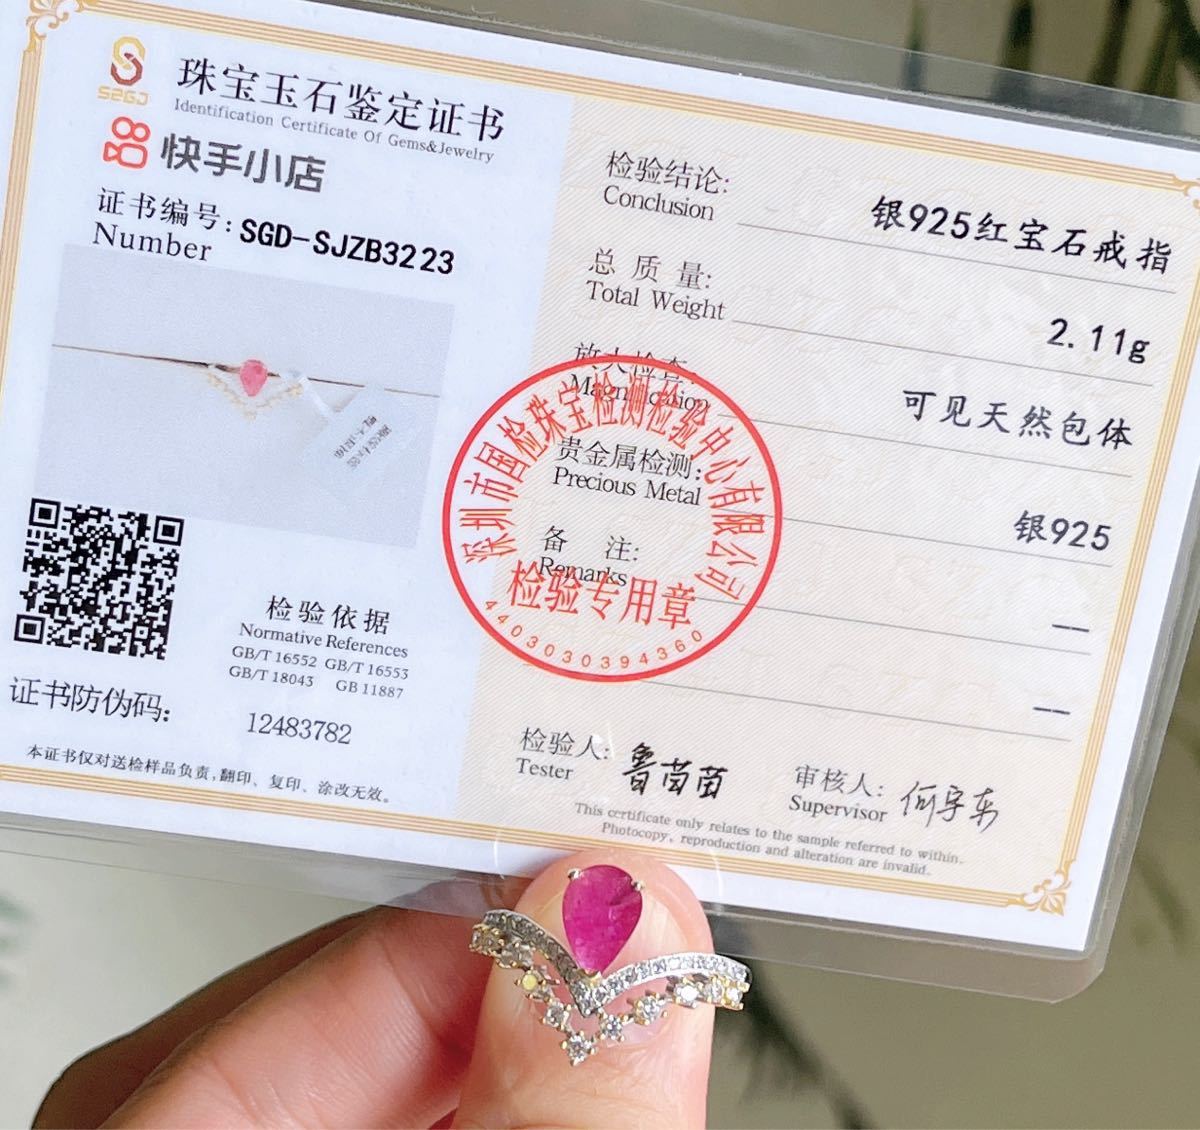 SZGJ
珠宝玉石鉴定证书
Identification Certificate Of Gems&Jewelry
快手小店
证书编号:
Number
SGD-SJZB3223
检验依据
Normative References
GB/T 16552 GB/T 16553
GB/T 18043 GB 11887
证书防伪码:
12483782
本证书仅对送检样品负责,翻印、复印、涂改无效。
检验结论:
Conclusion
银925红宝石戒指
总质量:
Total Weight
2.11g
放大检查:
Magnification
可见天然包体
贵金属检测:
Precious Metal
银925
备注:
Remarks
——
——
深圳市国检珠宝检测检验中心有限公司
检验专用章
4403030394360
检验人:
Tester
鲁茵茵
审核人:
Supervisor
何宇东
This certificate only relates to the sample referred to within.
Photocopy, reproduction and alteration are invalid.